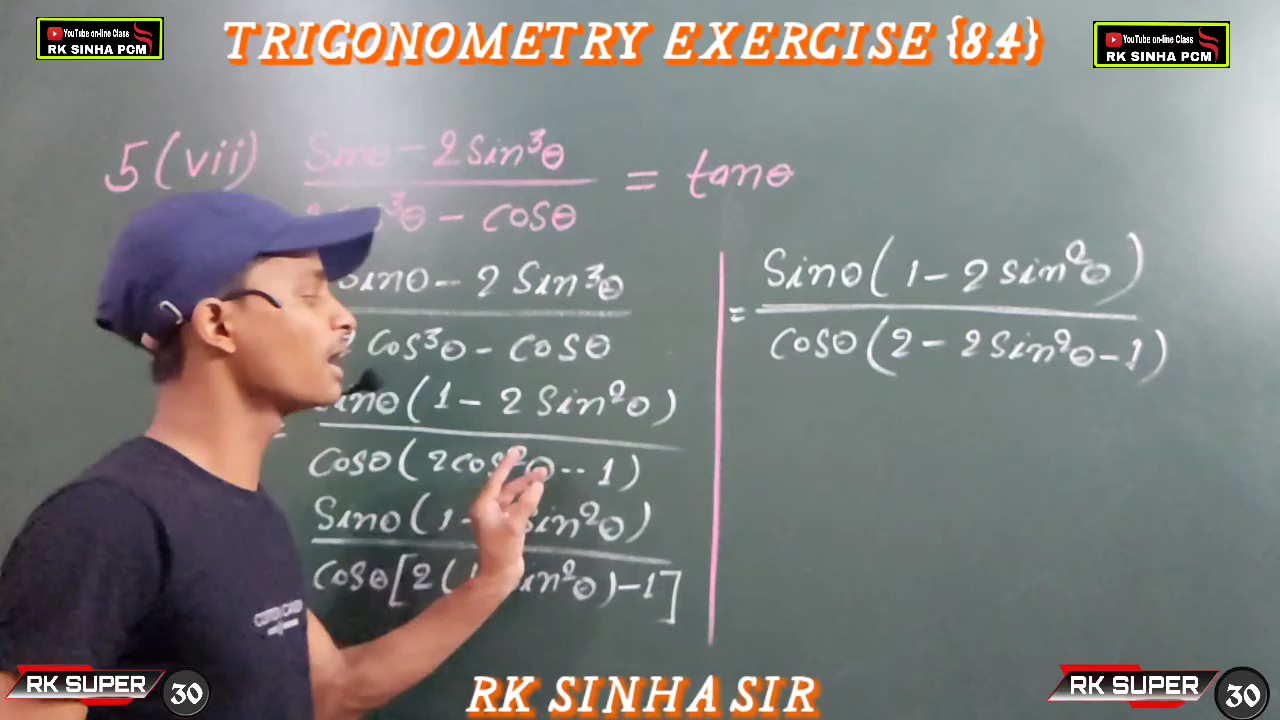 YouTube on-line Class
RK SINHA PCM
TRIGONOMETRY EXERCISE {8.4}
YouTube on-line Class
RK SINHA PCM
5 (vii) Sinθ - 2 Sin³θ
³θ - cosθ
= tanθ
Sinθ - 2 Sin³θ
Cos³θ - cosθ
Sinθ (1 - 2 Sin²θ)
Cosθ (2cos²θ - 1)
Sinθ (1 - Sin²θ)
Cosθ [2 (1 Sin²θ) - 1]
= Sinθ (1 - 2 sin²θ)
Cosθ (2 - 2 Sin²θ - 1)
RK SUPER 30
RK SINHA SIR
RK SUPER 30